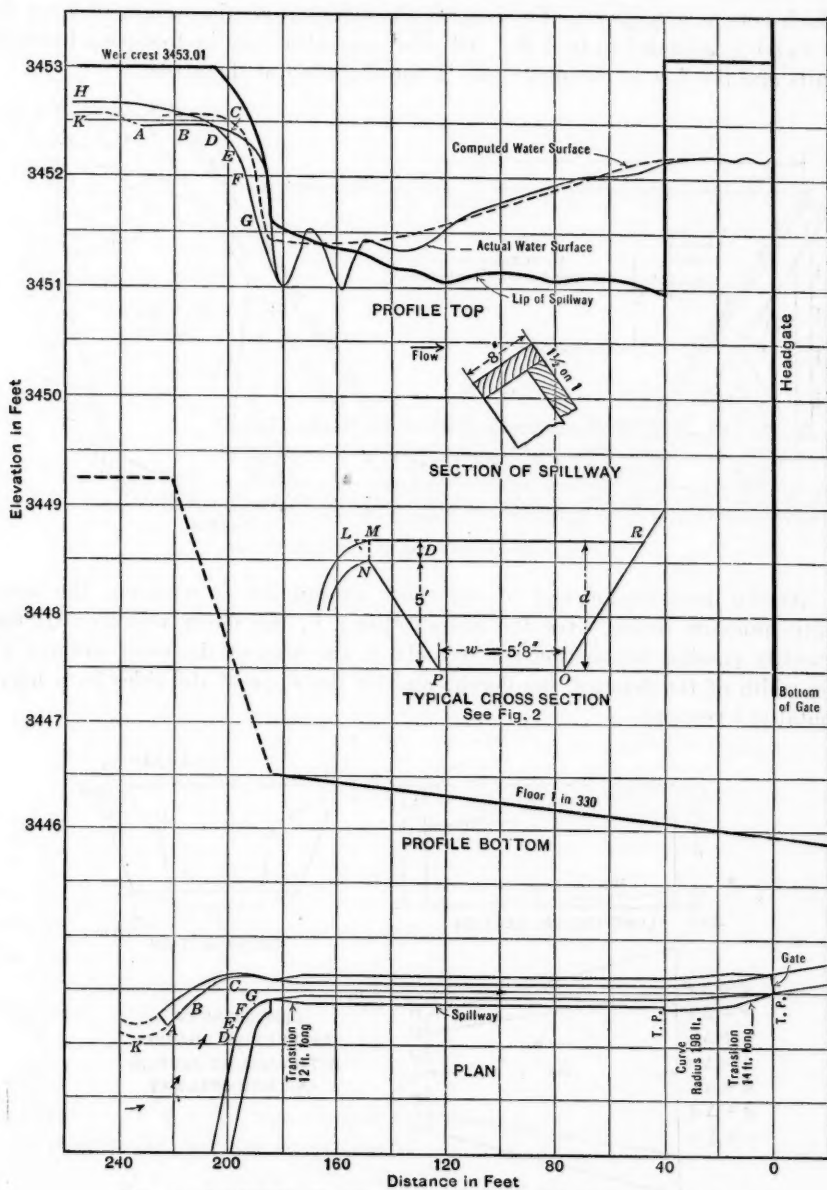 3453
3452
3451
3450
3449
3448
3447
3446
Elevation in Feet
Weir crest 3453.01
H
K
A
B
C
D
E
F
G
Computed Water Surface
Actual Water Surface
Lip of Spillway
PROFILE TOP
Flow
8"
1½ on 1
SECTION OF SPILLWAY
Headgate
L
M
N
D
R
5'
d
w = 5'8"
P
O
TYPICAL CROSS SECTION
See Fig. 2
Bottom
of Gate
Floor 1 in 330
PROFILE BOTTOM
K
A
B
C
G
F
E
D
Transition
12 ft. long
Spillway
PLAN
T. P.
Curve
Radius 198 ft.
Transition
14 ft. long
Gate
T. P.
240
200
160
120
80
40
0
Distance in Feet